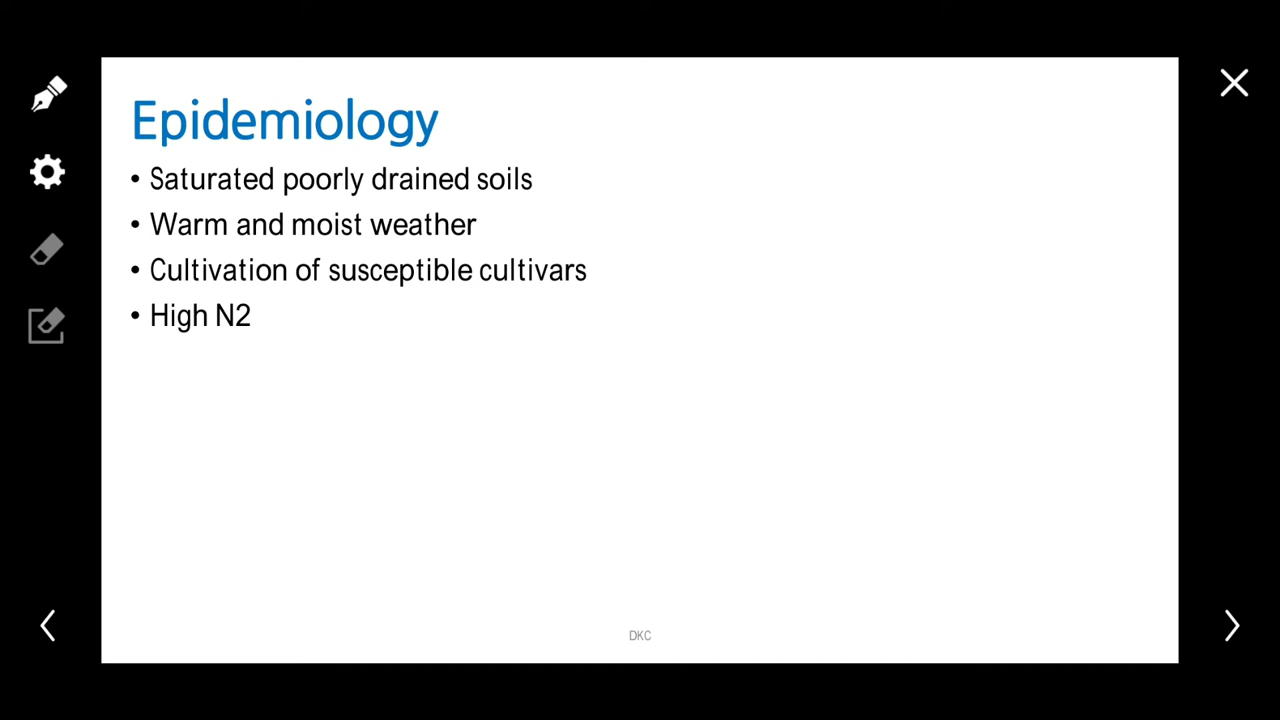 Epidemiology
• Saturated poorly drained soils
• Warm and moist weather
• Cultivation of susceptible cultivars
• High N2
DKC